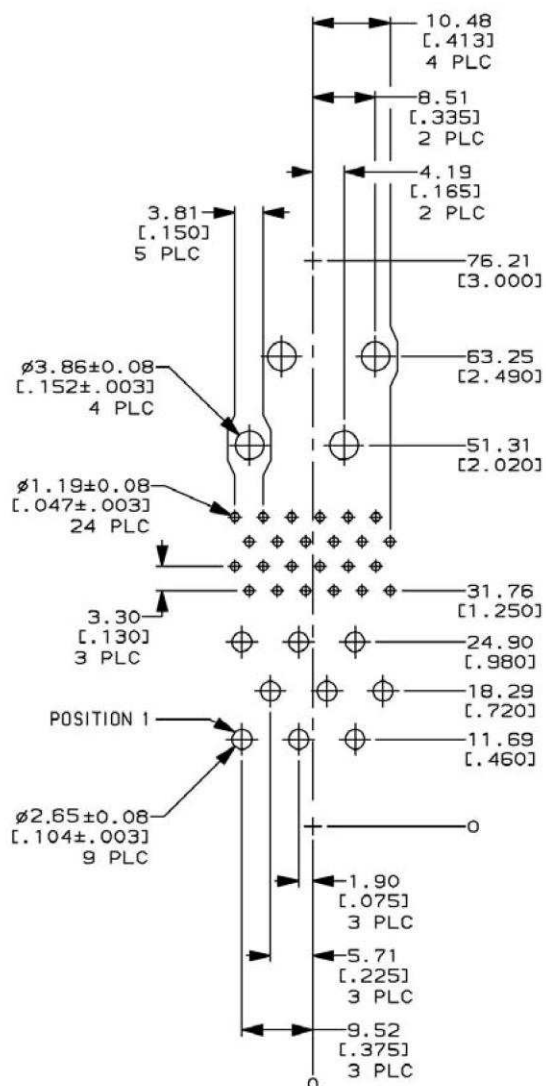 10.48
[.413]
4 PLC
8.51
[.335]
2 PLC
4.19
[.165]
2 PLC
3.81
[.150]
5 PLC
76.21
[3.000]
ø3.86±0.08
[.152±.003]
4 PLC
63.25
[2.490]
51.31
[2.020]
ø1.19±0.08
[.047±.003]
24 PLC
31.76
[1.250]
3.30
[.130]
3 PLC
24.90
[.980]
18.29
[.720]
POSITION 1
11.69
[.460]
ø2.65±0.08
[.104±.003]
9 PLC
0
1.90
[.075]
3 PLC
5.71
[.225]
3 PLC
9.52
[.375]
3 PLC
0